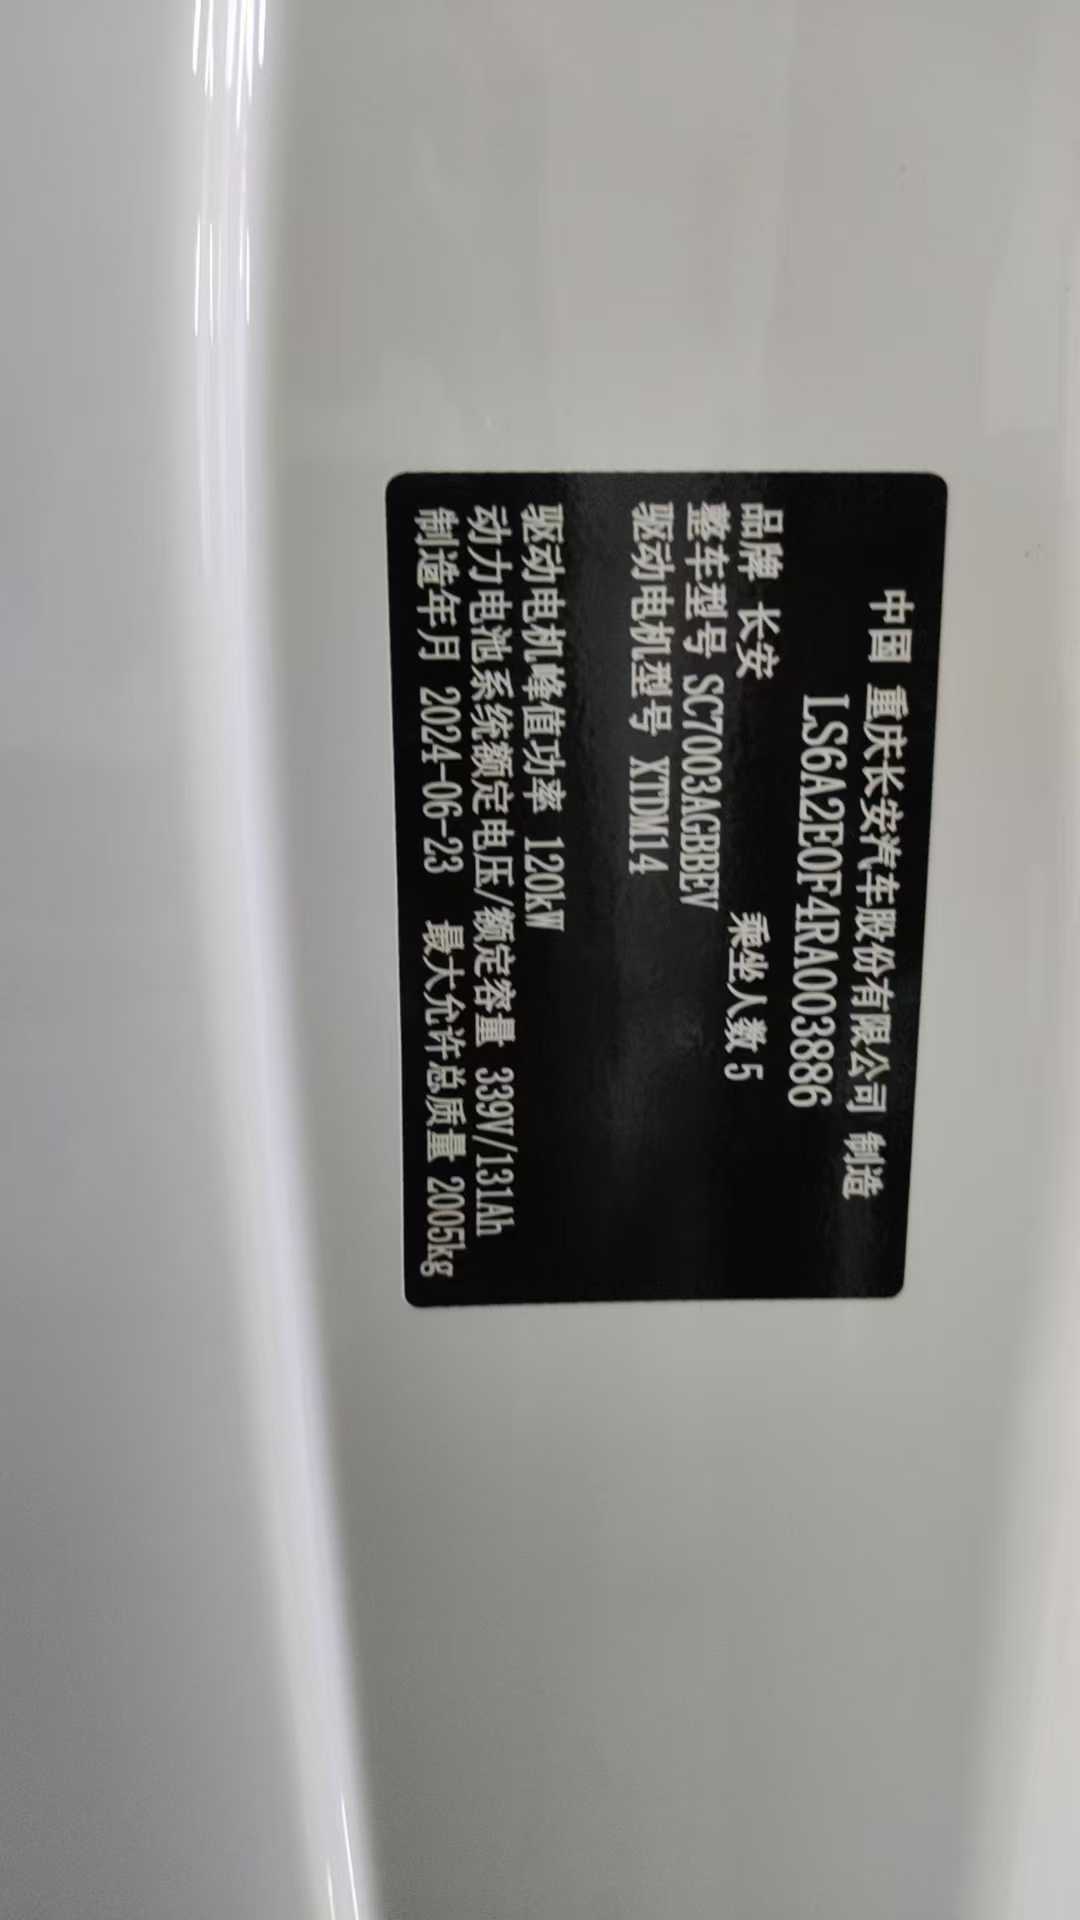 中国 重庆长安汽车股份有限公司 制造
LS6A2E0F4RA003886
品牌 长安 乘坐人数 5
整车型号 SC7003AGBBEV
驱动电机型号 XTDM14
驱动电机峰值功率 120kW
动力电池系统额定电压/额定容量 339V/131Ah
制造年月 2024-06-23 最大允许总质量 2005kg